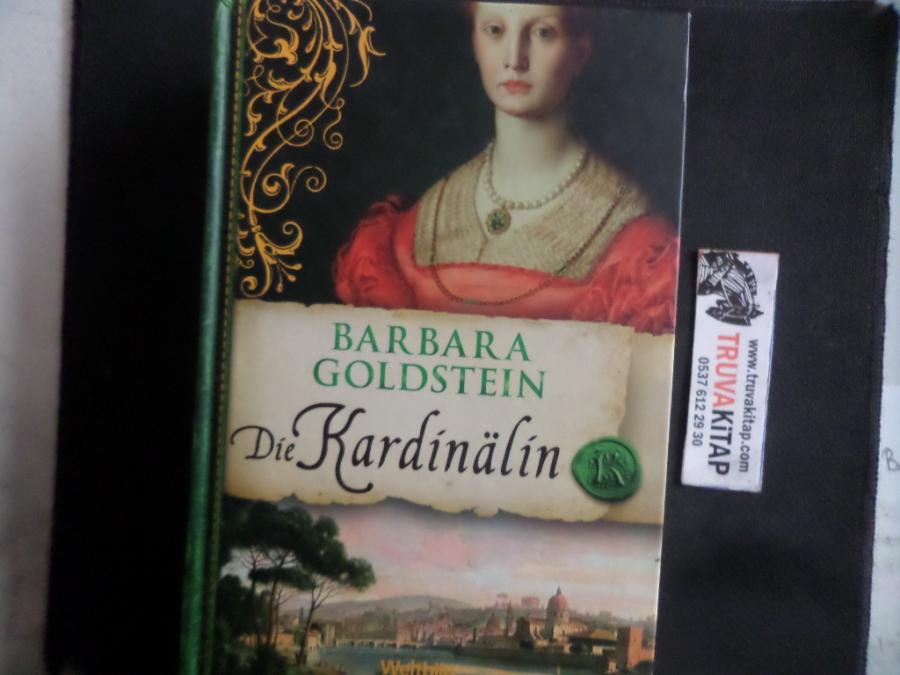 BARBARA
GOLDSTEIN
Die Kardinälin
K
www.truvakitap.com
TRUVAKiTAP
0537 612 29 30